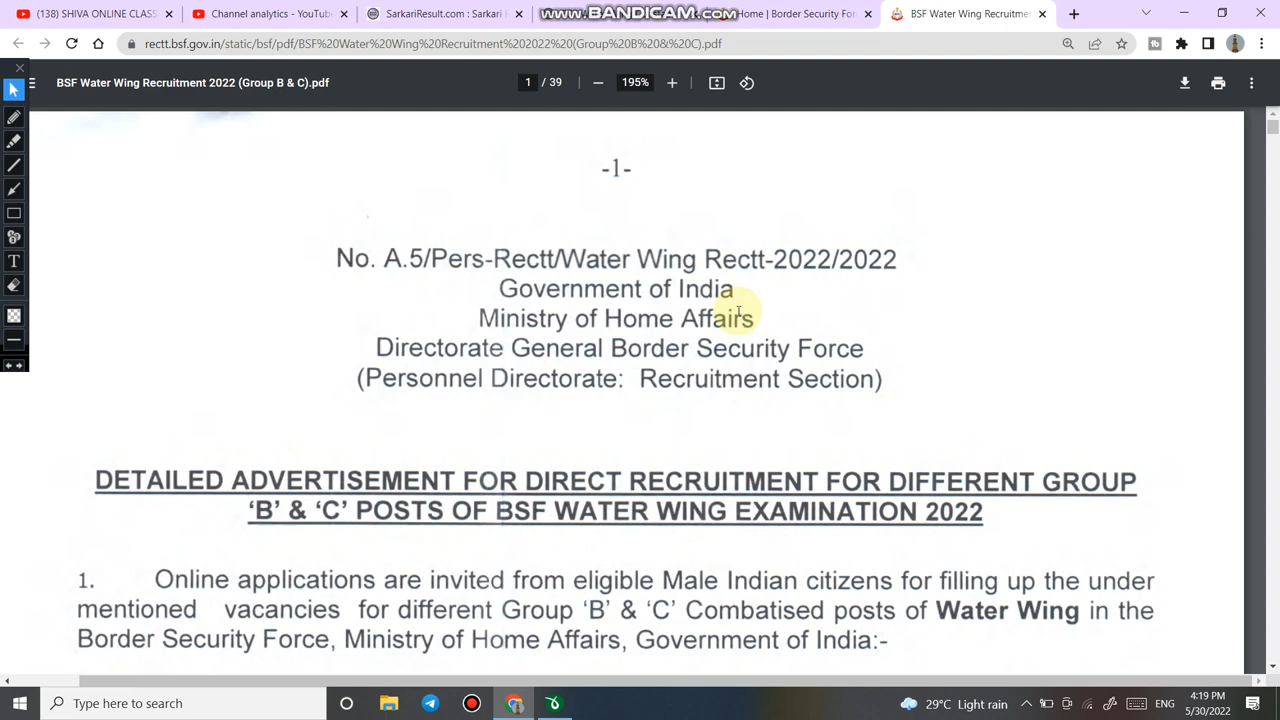 (138) SHIVA ONLINE CLASS
Channel analytics - YouTube
SarkariResult.com : Sarkari
WWW.BANDICAM.COM
Home | Border Security For
BSF Water Wing Recruitme
rectt.bsf.gov.in/static/bsf/pdf/BSF%20Water%20Wing%20Recruitment%202022%20(Group%20B%20&%20C).pdf
BSF Water Wing Recruitment 2022 (Group B & C).pdf
1 / 39
195%
-1-
No. A.5/Pers-Rectt/Water Wing Rectt-2022/2022
Government of India
Ministry of Home Affairs
Directorate General Border Security Force
(Personnel Directorate: Recruitment Section)
DETAILED ADVERTISEMENT FOR DIRECT RECRUITMENT FOR DIFFERENT GROUP
‘B’ & ‘C’ POSTS OF BSF WATER WING EXAMINATION 2022
1. Online applications are invited from eligible Male Indian citizens for filling up the under
mentioned vacancies for different Group ‘B’ & ‘C’ Combatised posts of Water Wing in the
Border Security Force, Ministry of Home Affairs, Government of India:-
Type here to search
29°C Light rain
ENG
4:19 PM
5/30/2022